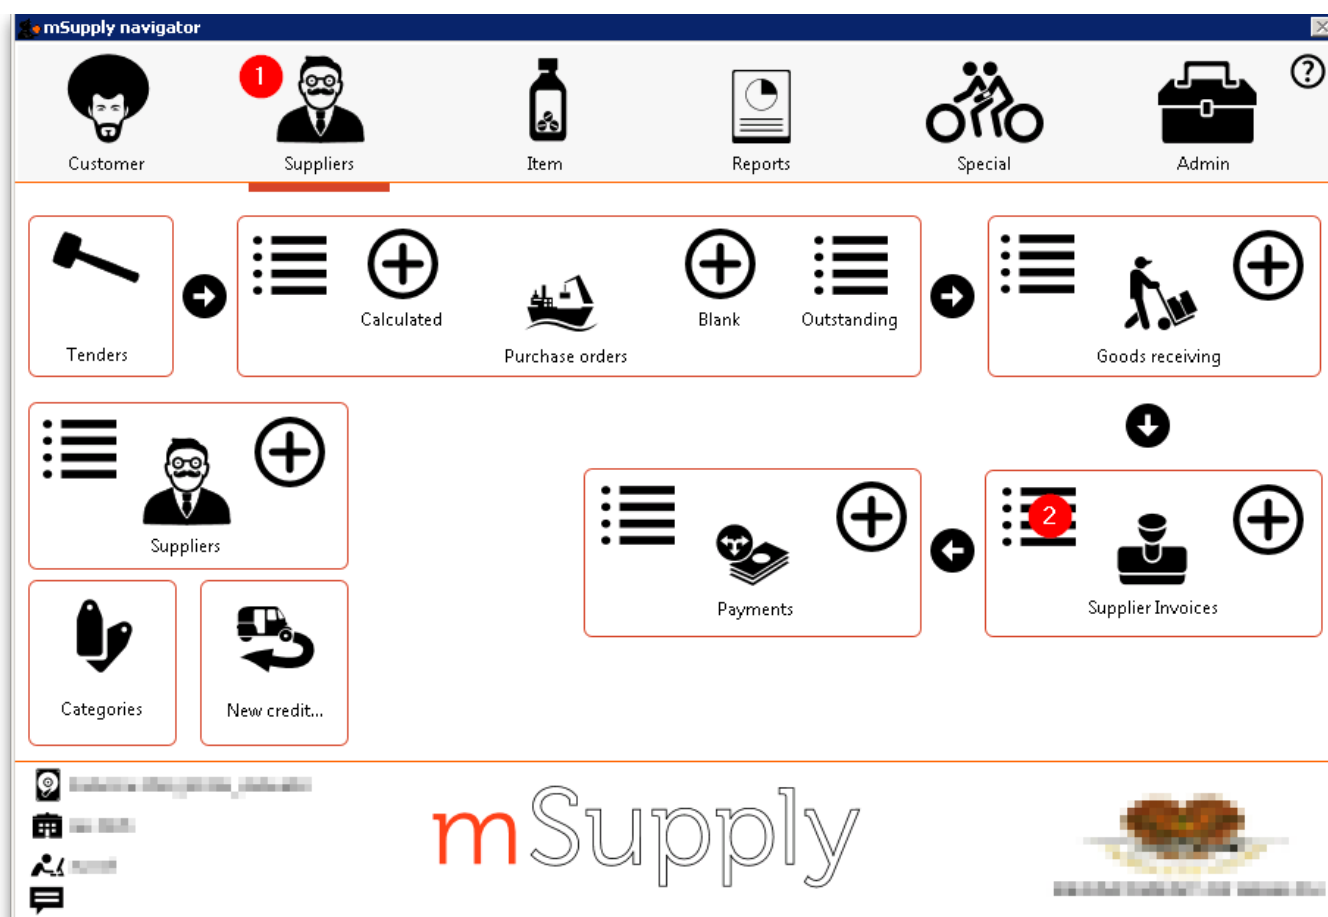 mSupply navigator
1
?
Customer
Suppliers
Item
Reports
Special
Admin
Calculated
Blank
Outstanding
Tenders
Purchase orders
Goods receiving
Suppliers
2
Payments
Supplier Invoices
Categories
New credit...
mSupply